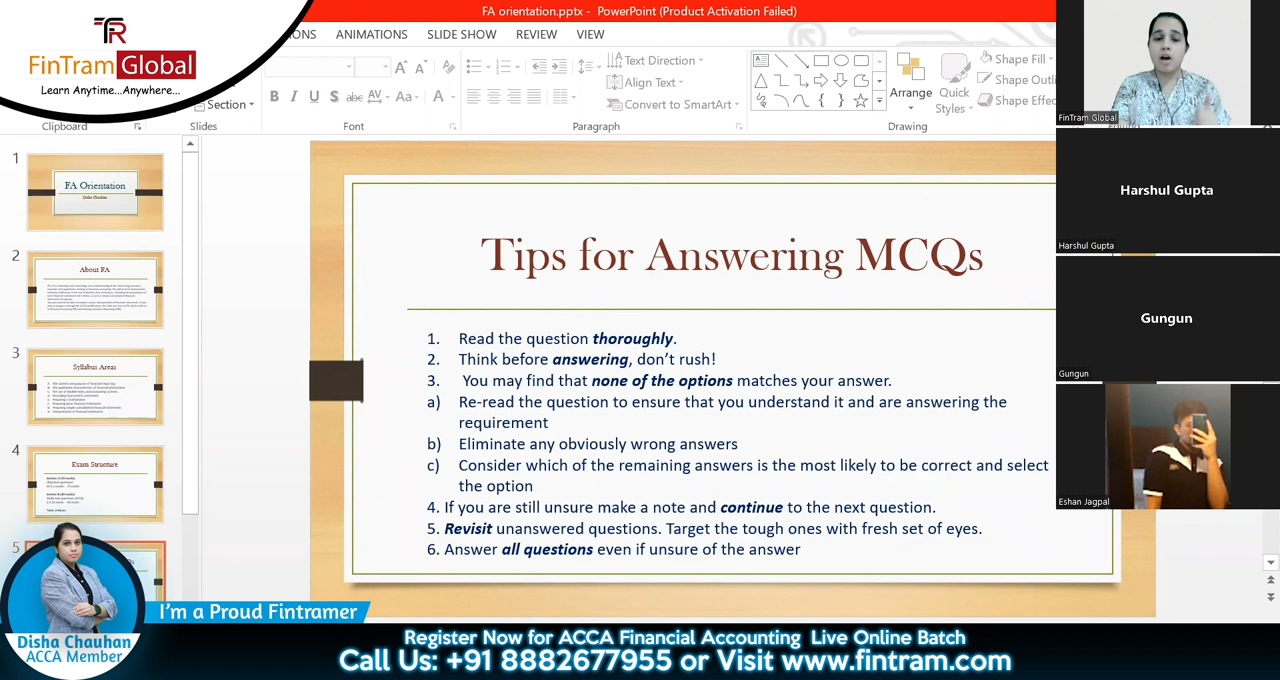 FA orientation.pptx - PowerPoint (Product Activation Failed)
FR
FinTram Global
Learn Anytime...Anywhere...
ANIMATIONS SLIDE SHOW REVIEW VIEW
Section
Text Direction
Align Text
Convert to SmartArt
B I U S abc AV Aa A
Arrange
Quick
Styles
Shape Fill
Shape Outli
Shape Effec
Clipboard
Slides
Font
Paragraph
Drawing
1
FA Orientation
Disha Chauhan
2
About FA
3
Syllabus Areas
4
Exam Structure
5
Tips for Answering MCQs
1. Read the question thoroughly.
2. Think before answering, don't rush!
3. You may find that none of the options matches your answer.
a) Re-read the question to ensure that you understand it and are answering the
requirement
b) Eliminate any obviously wrong answers
c) Consider which of the remaining answers is the most likely to be correct and select
the option
4. If you are still unsure make a note and continue to the next question.
5. Revisit unanswered questions. Target the tough ones with fresh set of eyes.
6. Answer all questions even if unsure of the answer
FinTram Global
Harshul Gupta
Harshul Gupta
Gungun
Gungun
Eshan Jagpal
I'm a Proud Fintramer
Disha Chauhan
ACCA Member
Register Now for ACCA Financial Accounting Live Online Batch
Call Us: +91 8882677955 or Visit www.fintram.com